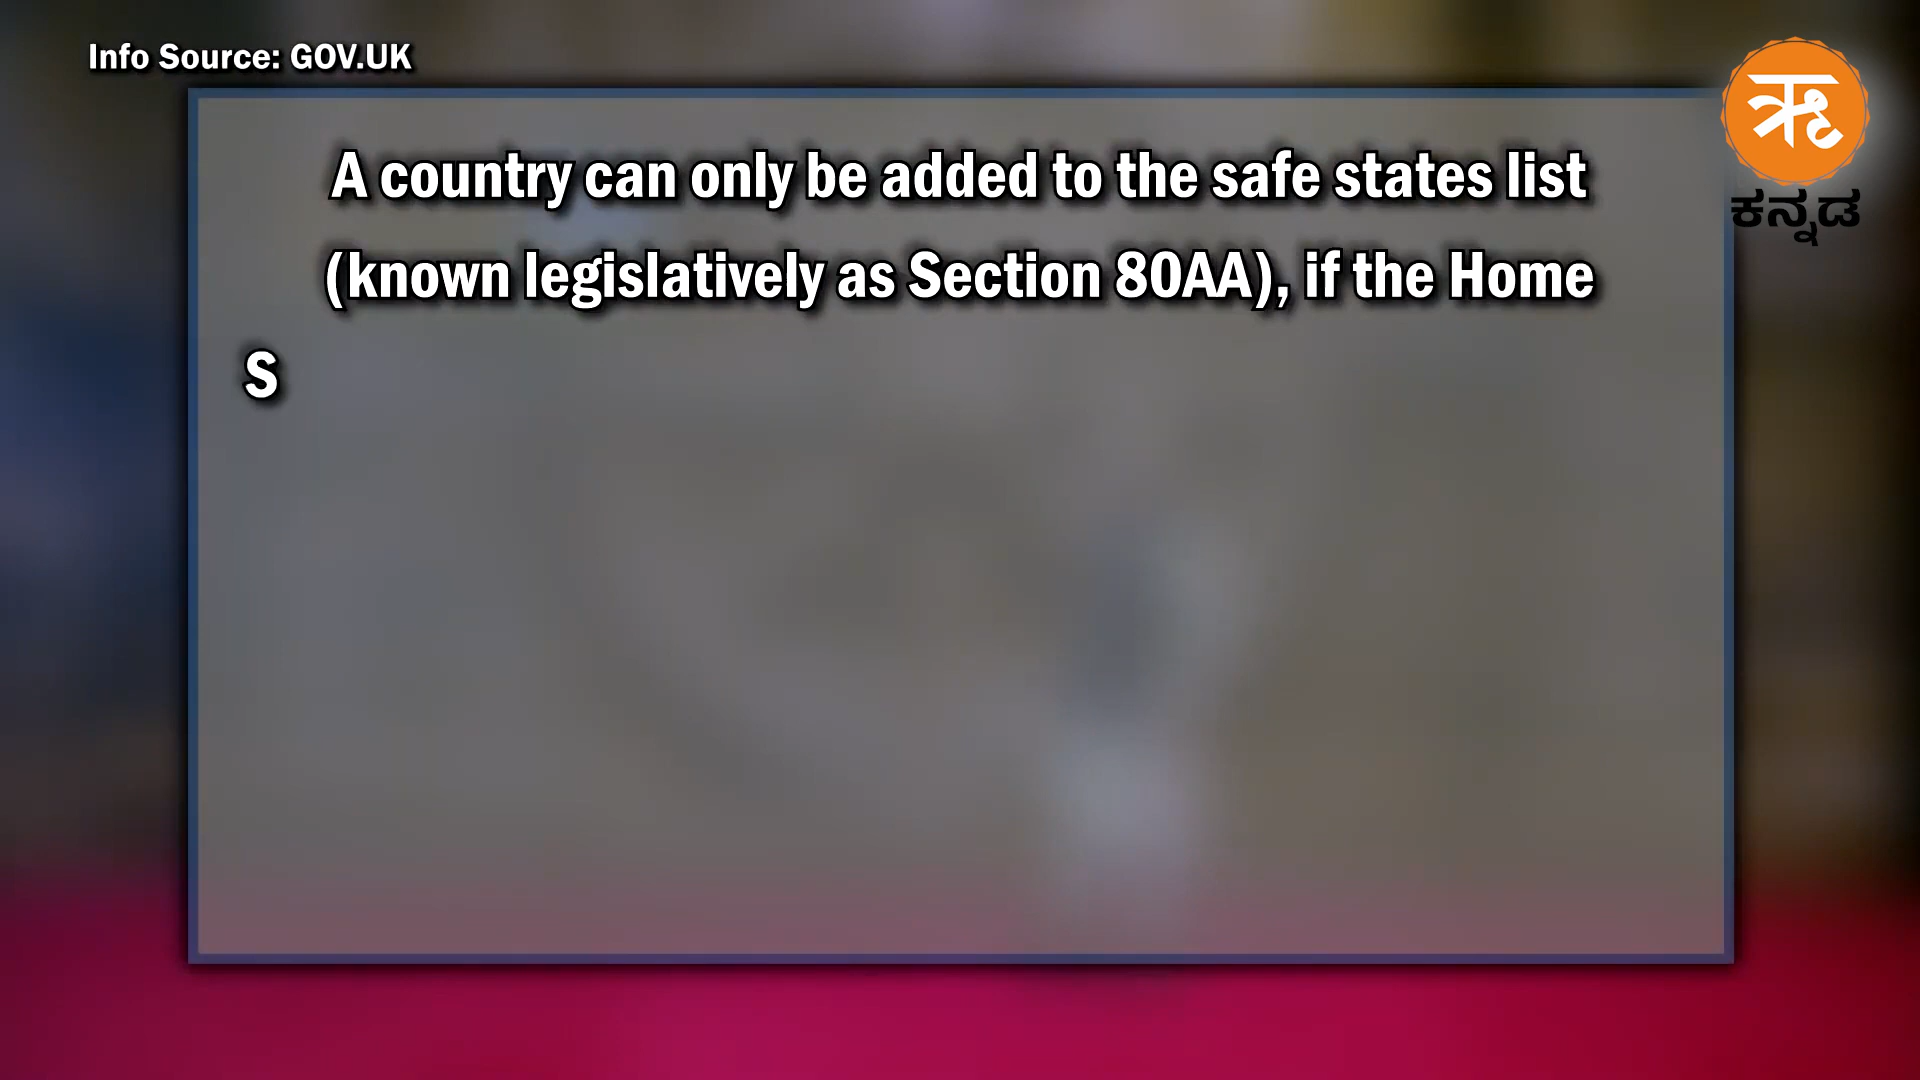 Info Source: GOV.UK
ऋ
ಕನ್ನಡ
A country can only be added to the safe states list
(known legislatively as Section 80AA), if the Home
S